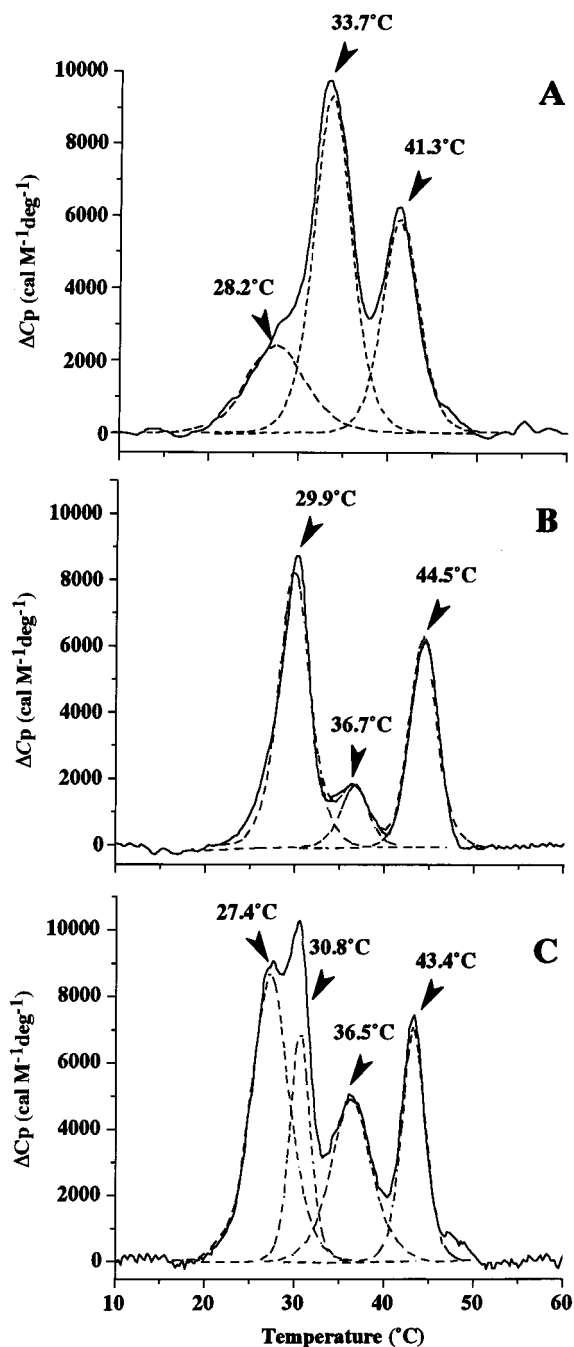 33.7°C
A
41.3°C
28.2°C
10000
8000
6000
4000
2000
0
ΔCp (cal M⁻¹deg⁻¹)
29.9°C
B
44.5°C
36.7°C
10000
8000
6000
4000
2000
0
ΔCp (cal M⁻¹deg⁻¹)
27.4°C
30.8°C
C
43.4°C
36.5°C
10000
8000
6000
4000
2000
0
ΔCp (cal M⁻¹deg⁻¹)
10 20 30 40 50 60
Temperature (°C)